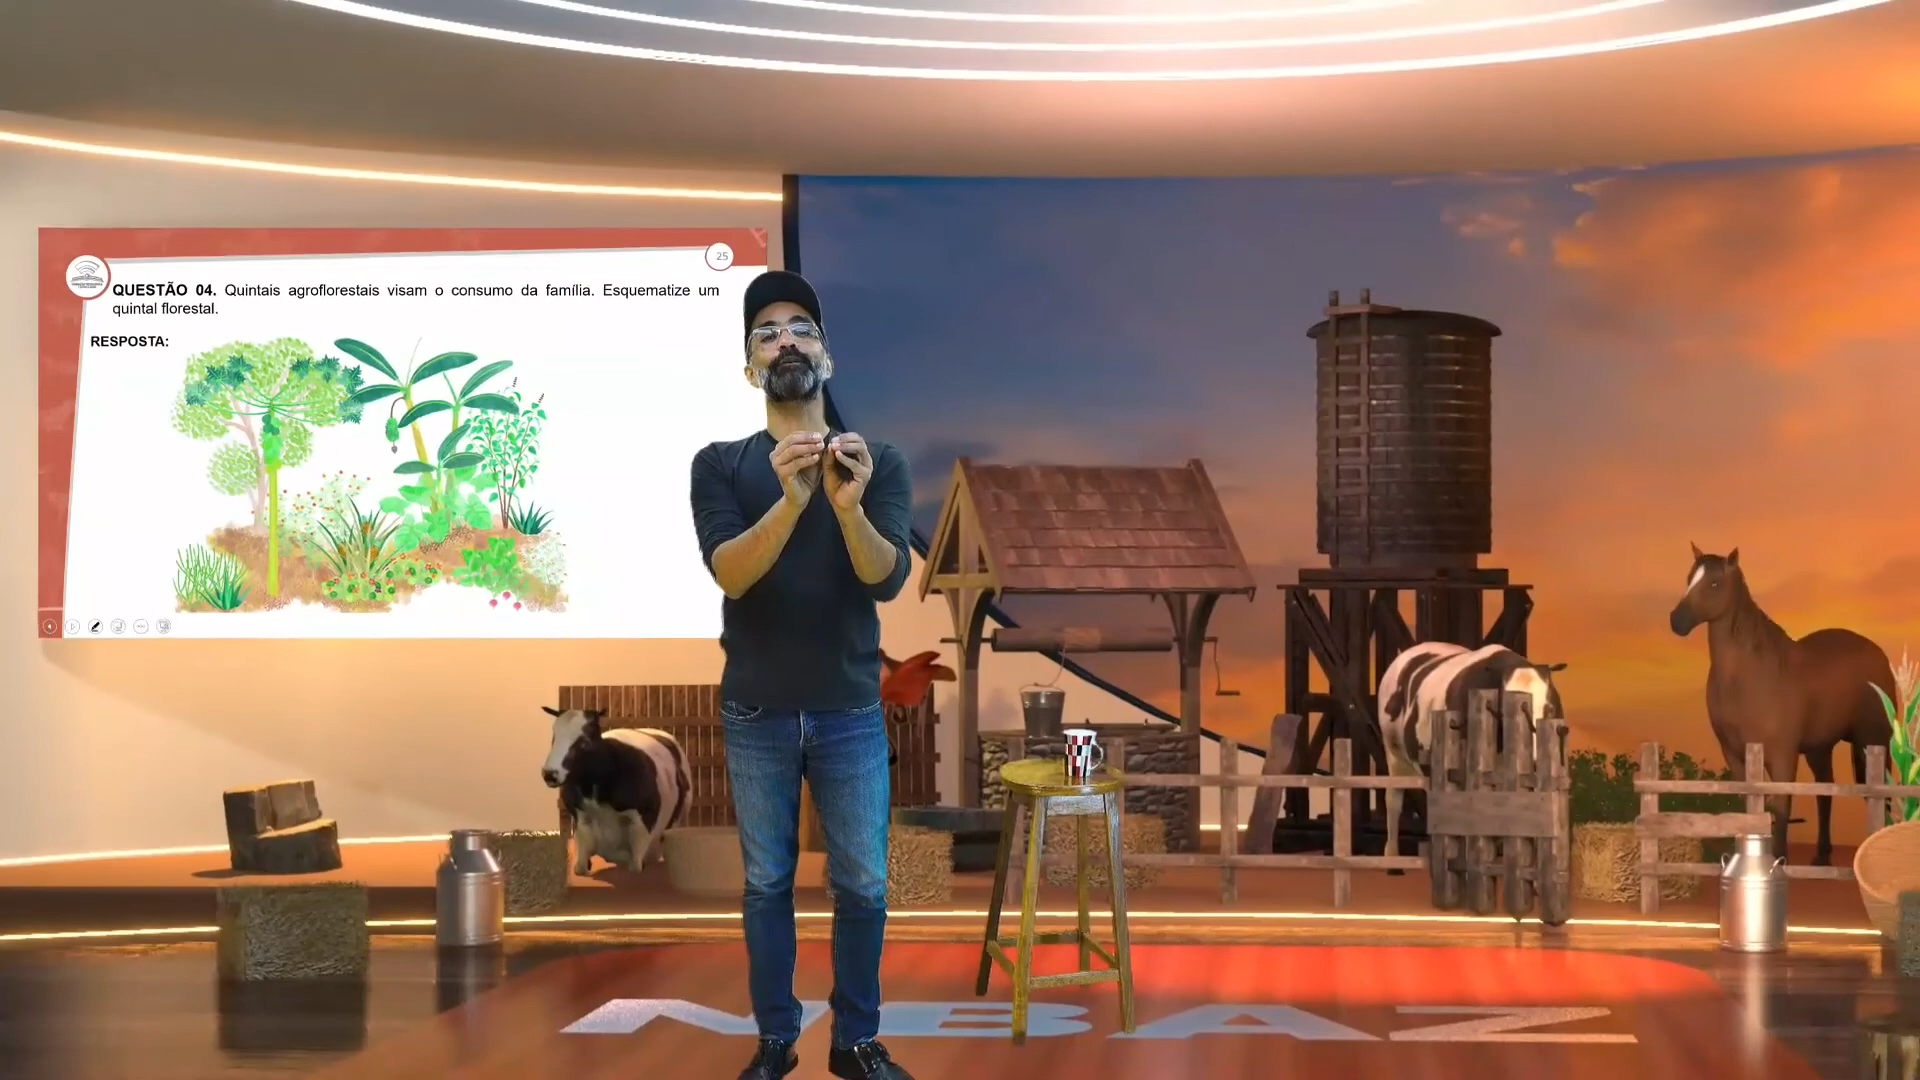 25
QUESTÃO 04. Quintais agroflorestais visam o consumo da família. Esquematize um
quintal florestal.
RESPOSTA:
NBAZ